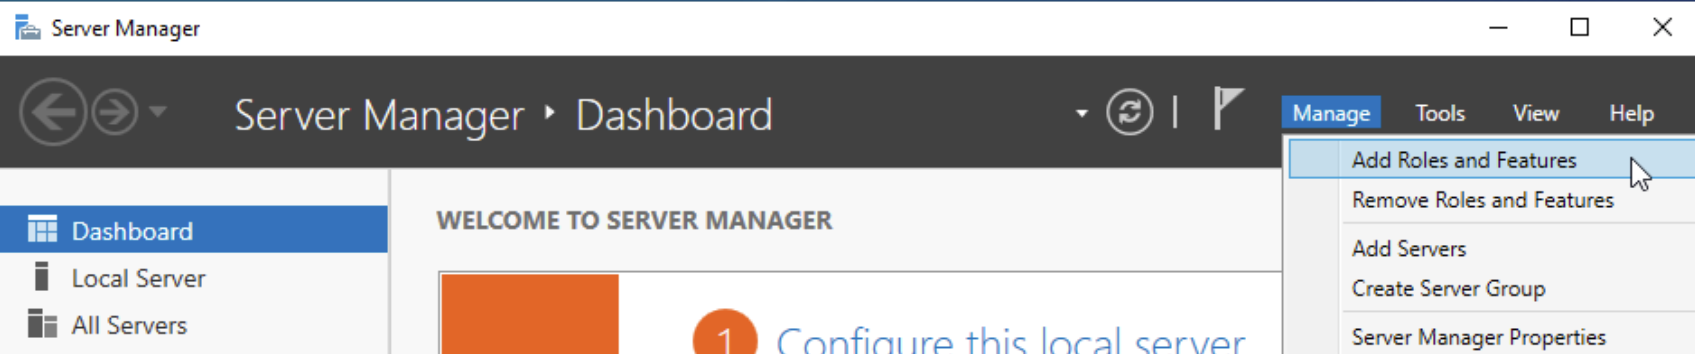 Server Manager
Server Manager ‣ Dashboard
Manage Tools View Help
Add Roles and Features
Remove Roles and Features
Add Servers
Create Server Group
Server Manager Properties
Dashboard
Local Server
All Servers
WELCOME TO SERVER MANAGER
1 Configure this local server